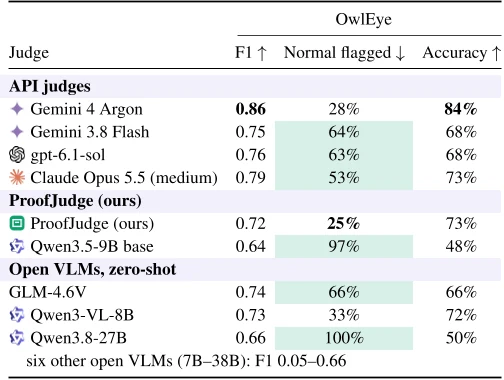 OwlEye
Judge F1 ↑ Normal flagged ↓ Accuracy ↑
API judges
Gemini 4 Argon 0.86 28% 84%
Gemini 3.8 Flash 0.75 64% 68%
gpt-6.1-sol 0.76 63% 68%
Claude Opus 5.5 (medium) 0.79 53% 73%
ProofJudge (ours)
ProofJudge (ours) 0.72 25% 73%
Qwen3.5-9B base 0.64 97% 48%
Open VLMs, zero-shot
GLM-4.6V 0.74 66% 66%
Qwen3-VL-8B 0.73 33% 72%
Qwen3.8-27B 0.66 100% 50%
six other open VLMs (7B–38B): F1 0.05–0.66